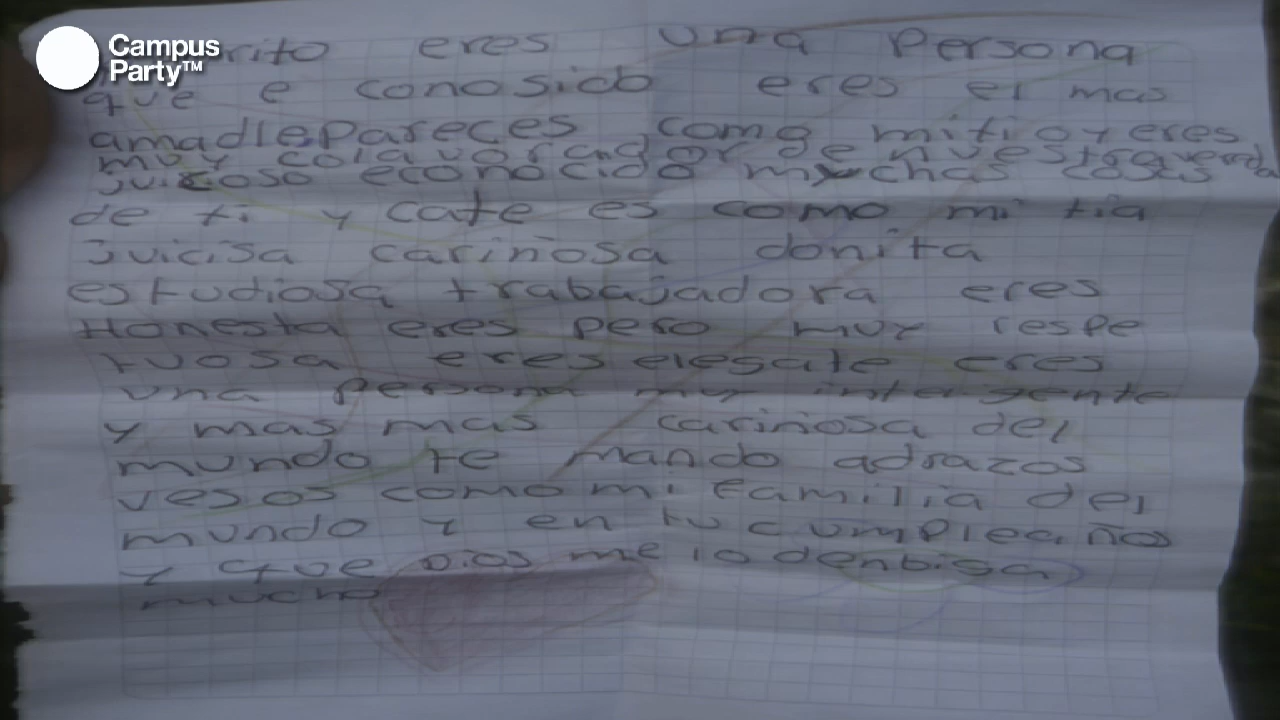 Campus
Party™
rito eres una Persona
que e conosido eres el mas
amadle Pareces como mi tio y eres
muy colavorador de nuestra vereda
juicioso e conocido muchas cosas
de ti y cate es como mi tia
juicisa cariñosa donita
estudiosa trabajadora eres
Honesta eres pero muy respe
tuosa eres elegate eres
una persona muy intergente
y mas mas cariñosa del
mundo te mando adrazos
vesos como mi familia del
mundo y en tu cumpleaños
y que Dios me lo denbisa
mucho